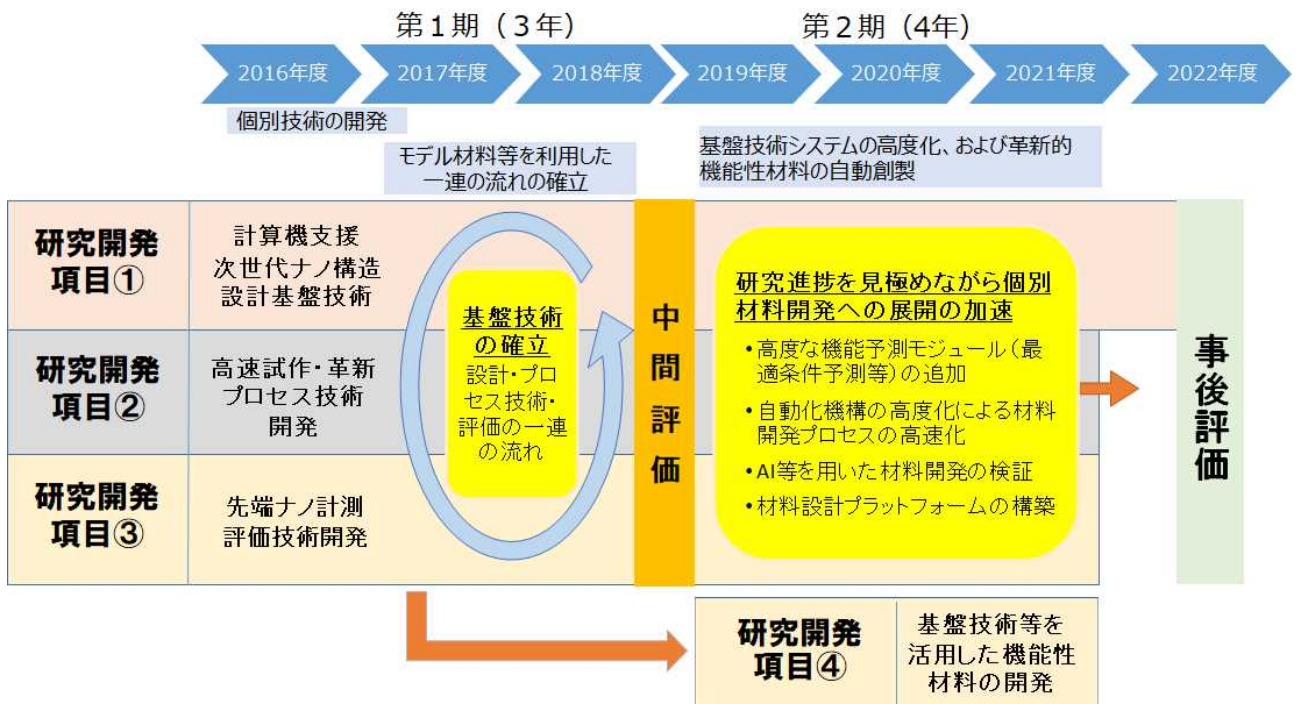 第1期(3年)
第2期(4年)
2016年度
2017年度
2018年度
2019年度
2020年度
2021年度
2022年度
個別技術の開発
モデル材料等を利用した
一連の流れの確立
基盤技術システムの高度化、および革新的
機能性材料の自動創製
研究開発
項目①
計算機支援
次世代ナノ構造
設計基盤技術
研究開発
項目②
高速試作・革新
プロセス技術
開発
研究開発
項目③
先端ナノ計測
評価技術開発
基盤技術
の確立
設計・プロ
セス技術・
評価の一連
の流れ
中間評価
研究進捗を見極めながら個別
材料開発への展開の加速
•高度な機能予測モジュール(最
適条件予測等)の追加
•自動化機構の高度化による材料
開発プロセスの高速化
•AI等を用いた材料開発の検証
•材料設計プラットフォームの構築
事後評価
研究開発
項目④
基盤技術等を
活用した機能性
材料の開発